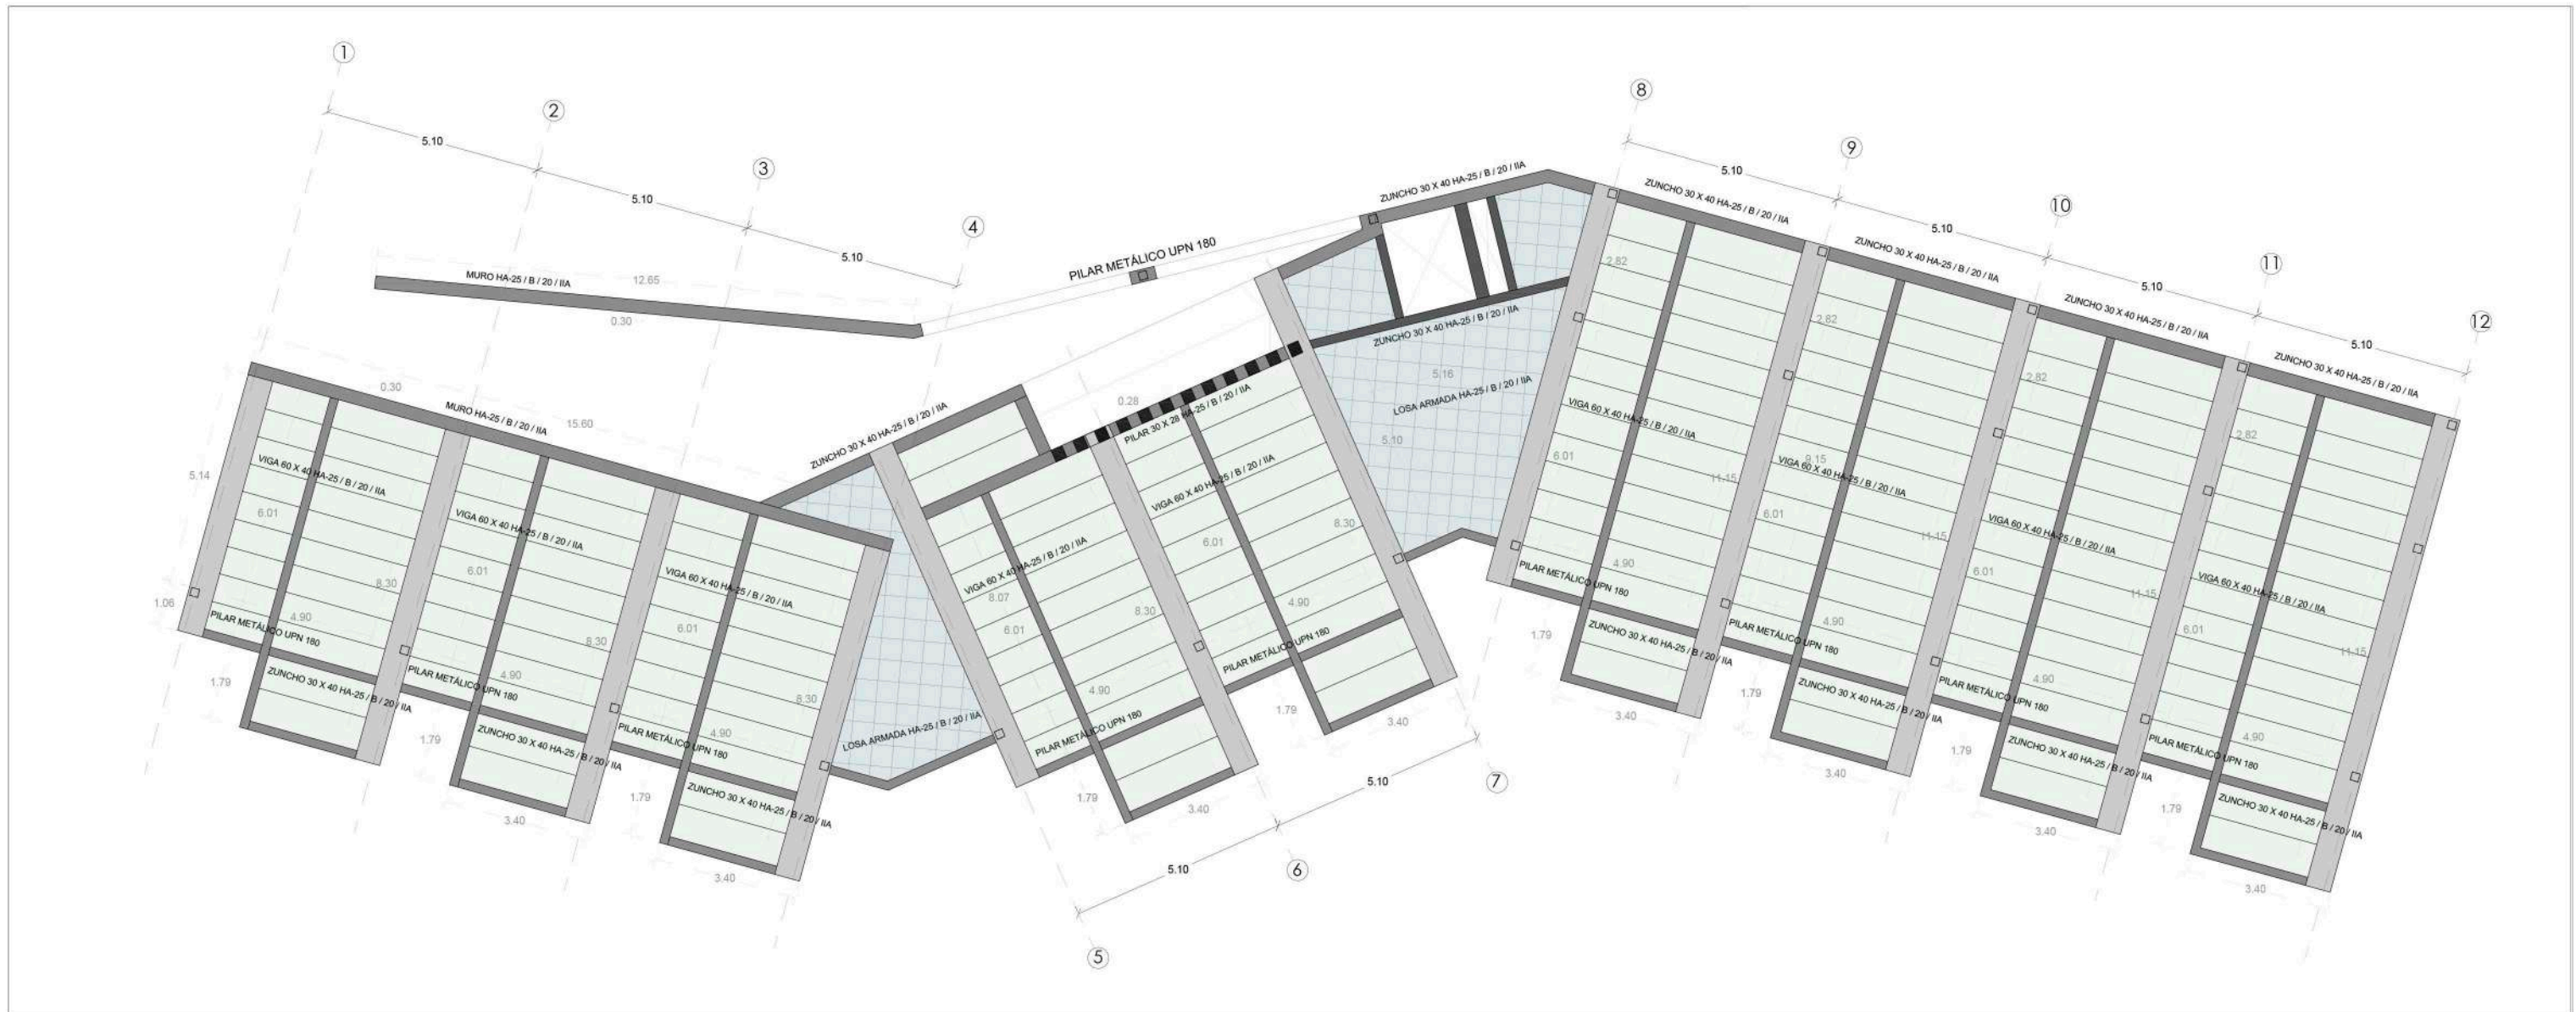 1
2
3
4
8
9
10
11
12
5.10
5.10
5.10
5.10
5.10
5.10
5.10
PILAR METÁLICO UPN 180
MURO HA-25 / B / 20 / IIA
12.65
0.30
ZUNCHO 30 X 40 HA-25 / B / 20 / IIA
ZUNCHO 30 X 40 HA-25 / B / 20 / IIA
ZUNCHO 30 X 40 HA-25 / B / 20 / IIA
ZUNCHO 30 X 40 HA-25 / B / 20 / IIA
ZUNCHO 30 X 40 HA-25 / B / 20 / IIA
0.30
MURO HA-25 / B / 20 / IIA
15.60
5.14
VIGA 60 X 40 HA-25 / B / 20 / IIA
6.01
8.30
1.06
4.90
PILAR METÁLICO UPN 180
1.79
ZUNCHO 30 X 40 HA-25 / B / 20 / IIA
VIGA 60 X 40 HA-25 / B / 20 / IIA
6.01
8.30
4.90
PILAR METÁLICO UPN 180
1.79
ZUNCHO 30 X 40 HA-25 / B / 20 / IIA
3.40
VIGA 60 X 40 HA-25 / B / 20 / IIA
6.01
8.30
4.90
PILAR METÁLICO UPN 180
1.79
ZUNCHO 30 X 40 HA-25 / B / 20 / IIA
3.40
ZUNCHO 30 X 40 HA-25 / B / 20 / IIA
LOSA ARMADA HA-25 / B / 20 / IIA
0.28
PILAR 30 X 28 HA-25 / B / 20 / IIA
VIGA 60 X 40 HA-25 / B / 20 / IIA
8.07
6.01
8.30
4.90
PILAR METÁLICO UPN 180
1.79
3.40
VIGA 60 X 40 HA-25 / B / 20 / IIA
6.01
8.30
4.90
PILAR METÁLICO UPN 180
1.79
3.40
5.10
5.10
5
6
7
ZUNCHO 30 X 40 HA-25 / B / 20 / IIA
5.16
LOSA ARMADA HA-25 / B / 20 / IIA
5.10
2.82
VIGA 60 X 40 HA-25 / B / 20 / IIA
6.01
11.15
4.90
PILAR METÁLICO UPN 180
1.79
ZUNCHO 30 X 40 HA-25 / B / 20 / IIA
3.40
2.82
9.15
VIGA 60 X 40 HA-25 / B / 20 / IIA
6.01
11.15
4.90
PILAR METÁLICO UPN 180
1.79
ZUNCHO 30 X 40 HA-25 / B / 20 / IIA
3.40
2.82
VIGA 60 X 40 HA-25 / B / 20 / IIA
6.01
11.15
4.90
PILAR METÁLICO UPN 180
1.79
ZUNCHO 30 X 40 HA-25 / B / 20 / IIA
3.40
2.82
VIGA 60 X 40 HA-25 / B / 20 / IIA
6.01
11.15
4.90
PILAR METÁLICO UPN 180
1.79
ZUNCHO 30 X 40 HA-25 / B / 20 / IIA
3.40